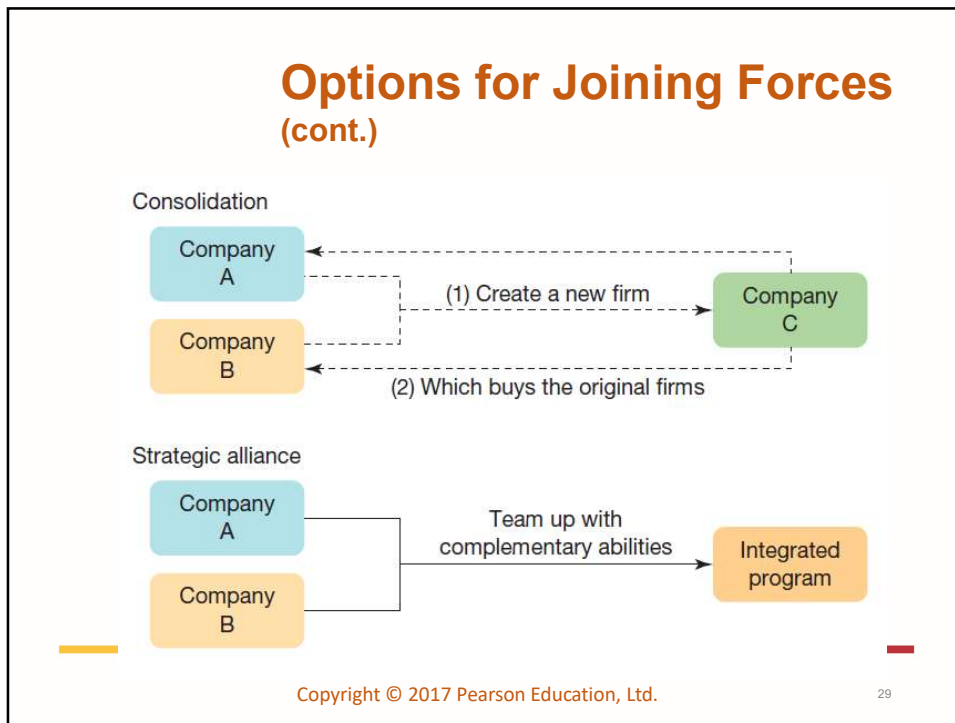 Options for Joining Forces
(cont.)
Consolidation
Company
A
(1) Create a new firm
Company
C
Company
B
(2) Which buys the original firms
Strategic alliance
Company
A
Team up with
complementary abilities
Integrated
program
Company
B
Copyright © 2017 Pearson Education, Ltd.
29